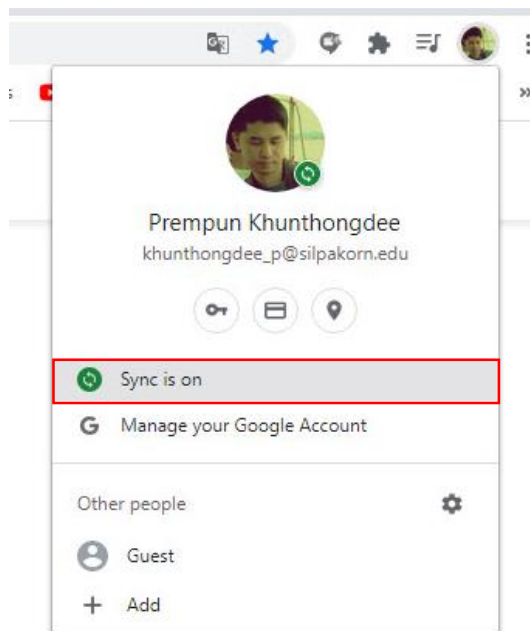 Prempun Khunthongdee
khunthongdee_p@silpakorn.edu
Sync is on
Manage your Google Account
Other people
Guest
Add